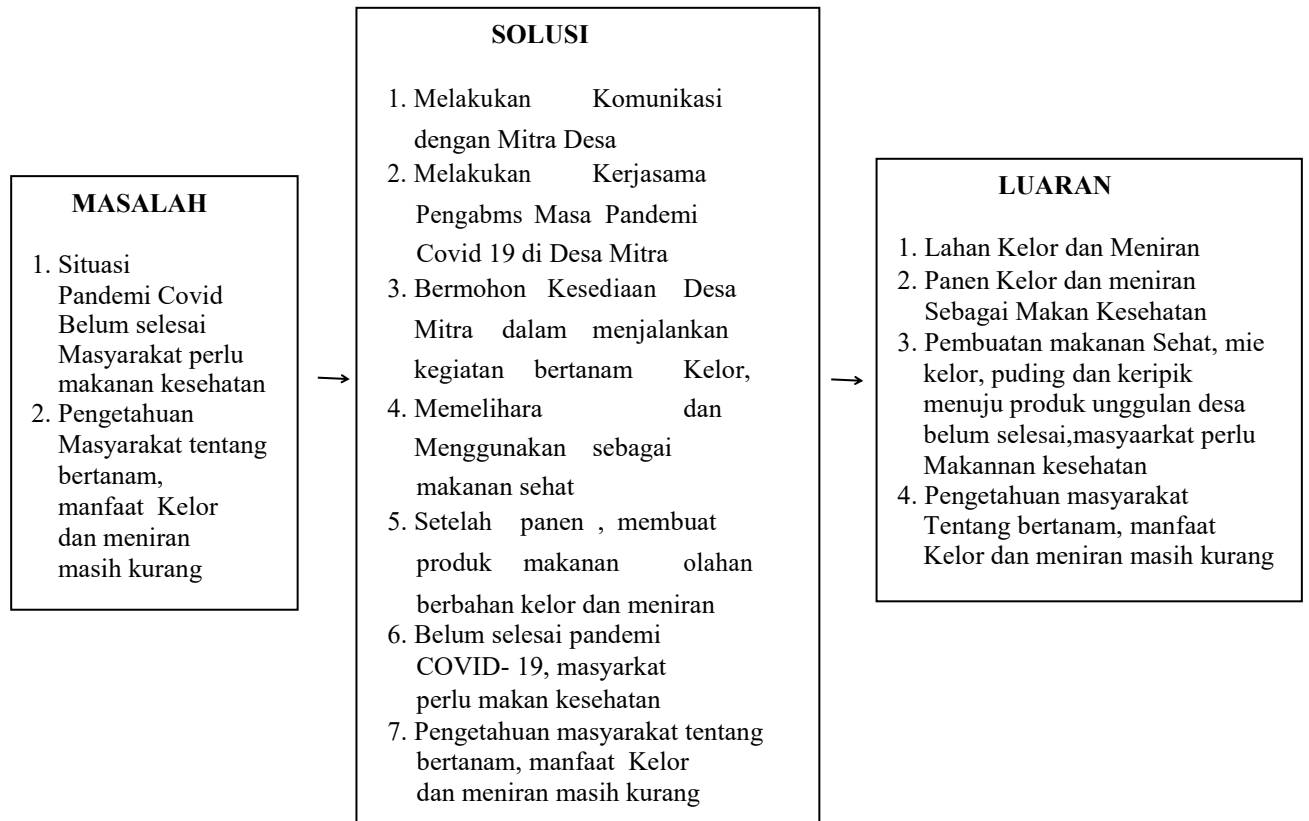 MASALAH
1. Situasi
Pandemi Covid
Belum selesai
Masyarakat perlu
makanan kesehatan
2. Pengetahuan
Masyarakat tentang
bertanam,
manfaat Kelor
dan meniran
masih kurang
SOLUSI
1. Melakukan Komunikasi
dengan Mitra Desa
2. Melakukan Kerjasama
Pengabms Masa Pandemi
Covid 19 di Desa Mitra
3. Bermohon Kesediaan Desa
Mitra dalam menjalankan
kegiatan bertanam Kelor,
4. Memelihara dan
Menggunakan sebagai
makanan sehat
5. Setelah panen , membuat
produk makanan olahan
berbahan kelor dan meniran
6. Belum selesai pandemi
COVID- 19, masyarkat
perlu makan kesehatan
7. Pengetahuan masyarakat tentang
bertanam, manfaat Kelor
dan meniran masih kurang
LUARAN
1. Lahan Kelor dan Meniran
2. Panen Kelor dan meniran
Sebagai Makan Kesehatan
3. Pembuatan makanan Sehat, mie
kelor, puding dan keripik
menuju produk unggulan desa
belum selesai,masyaarkat perlu
Makannan kesehatan
4. Pengetahuan masyarakat
Tentang bertanam, manfaat
Kelor dan meniran masih kurang